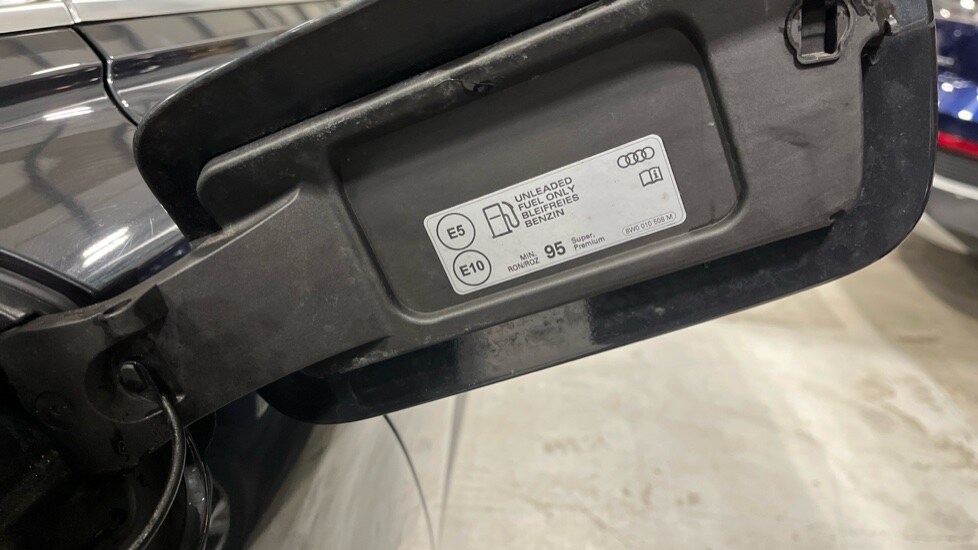 E5
E10
UNLEADED
FUEL ONLY
BLEIFREIES
BENZIN
MIN.
RON/ROZ
95
Super,
Premium
8W0 010 508 M